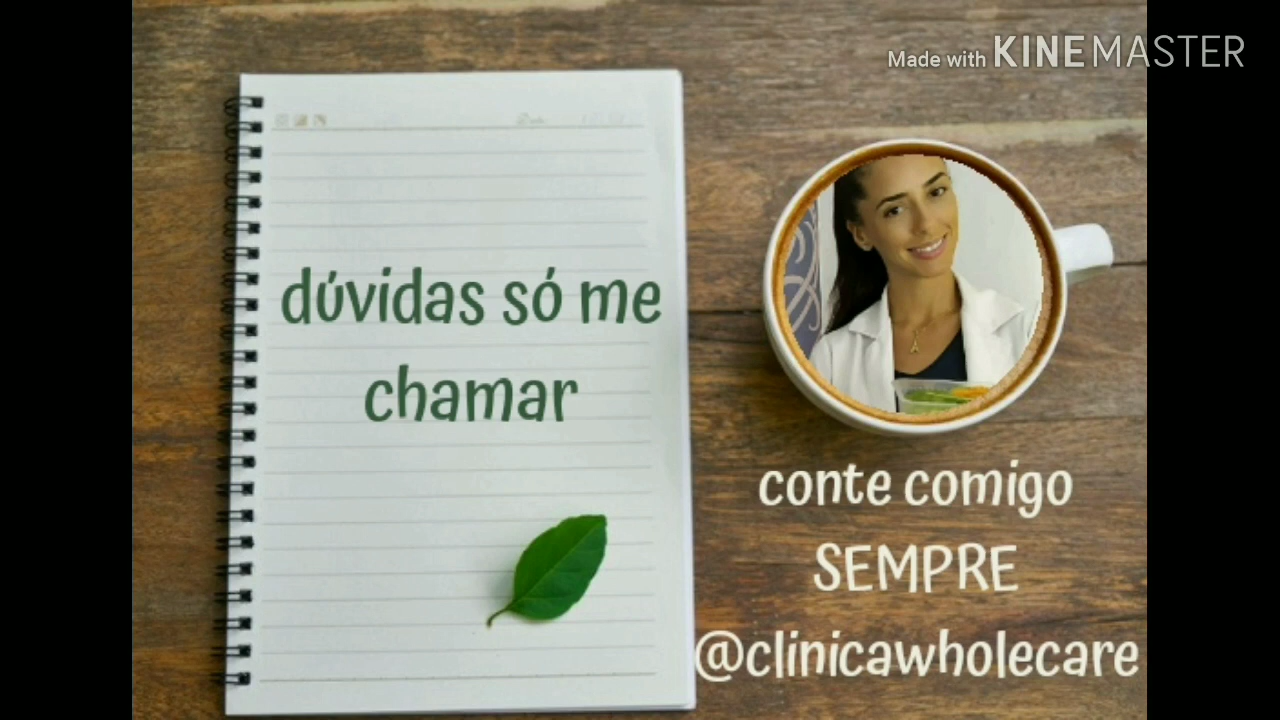 Made with KINEMASTER
dúvidas só me
chamar
conte comigo
SEMPRE
@clinicawholecare